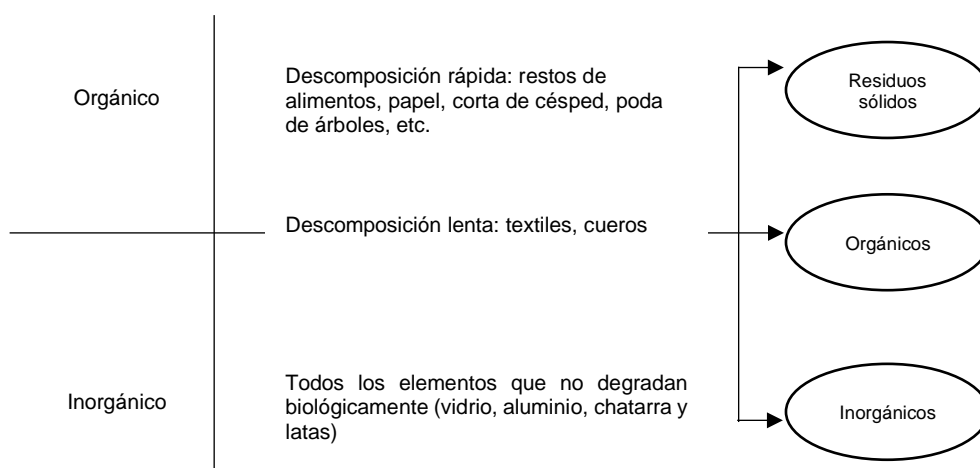 Orgánico
Descomposición rápida: restos de
alimentos, papel, corta de césped, poda
de árboles, etc.
Residuos
sólidos
Descomposición lenta: textiles, cueros
Orgánicos
Inorgánico
Todos los elementos que no degradan
biológicamente (vidrio, aluminio, chatarra y
latas)
Inorgánicos